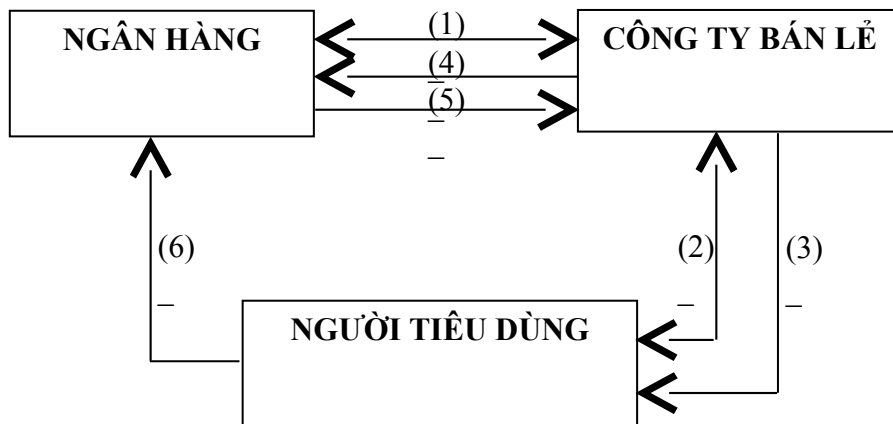 NGÂN HÀNG
(1)
CÔNG TY BÁN LẺ
(4)
(5)
(6)
(2)
(3)
NGƯỜI TIÊU DÙNG